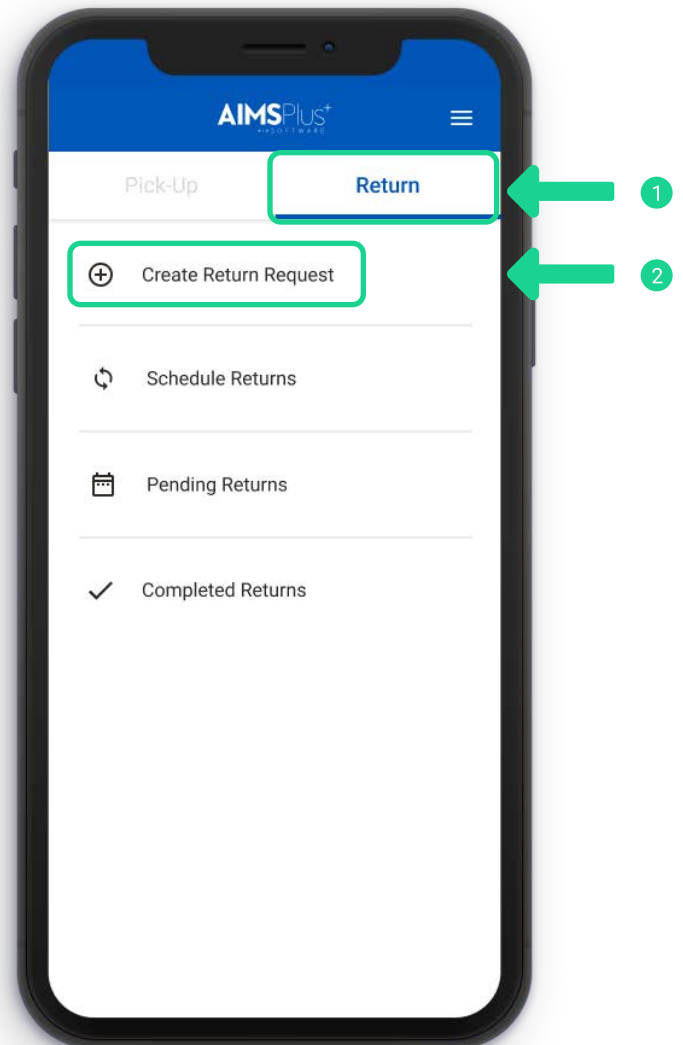 AIMSPlus+
SOFTWARE
Pick-Up
Return
1
Create Return Request
2
Schedule Returns
Pending Returns
Completed Returns